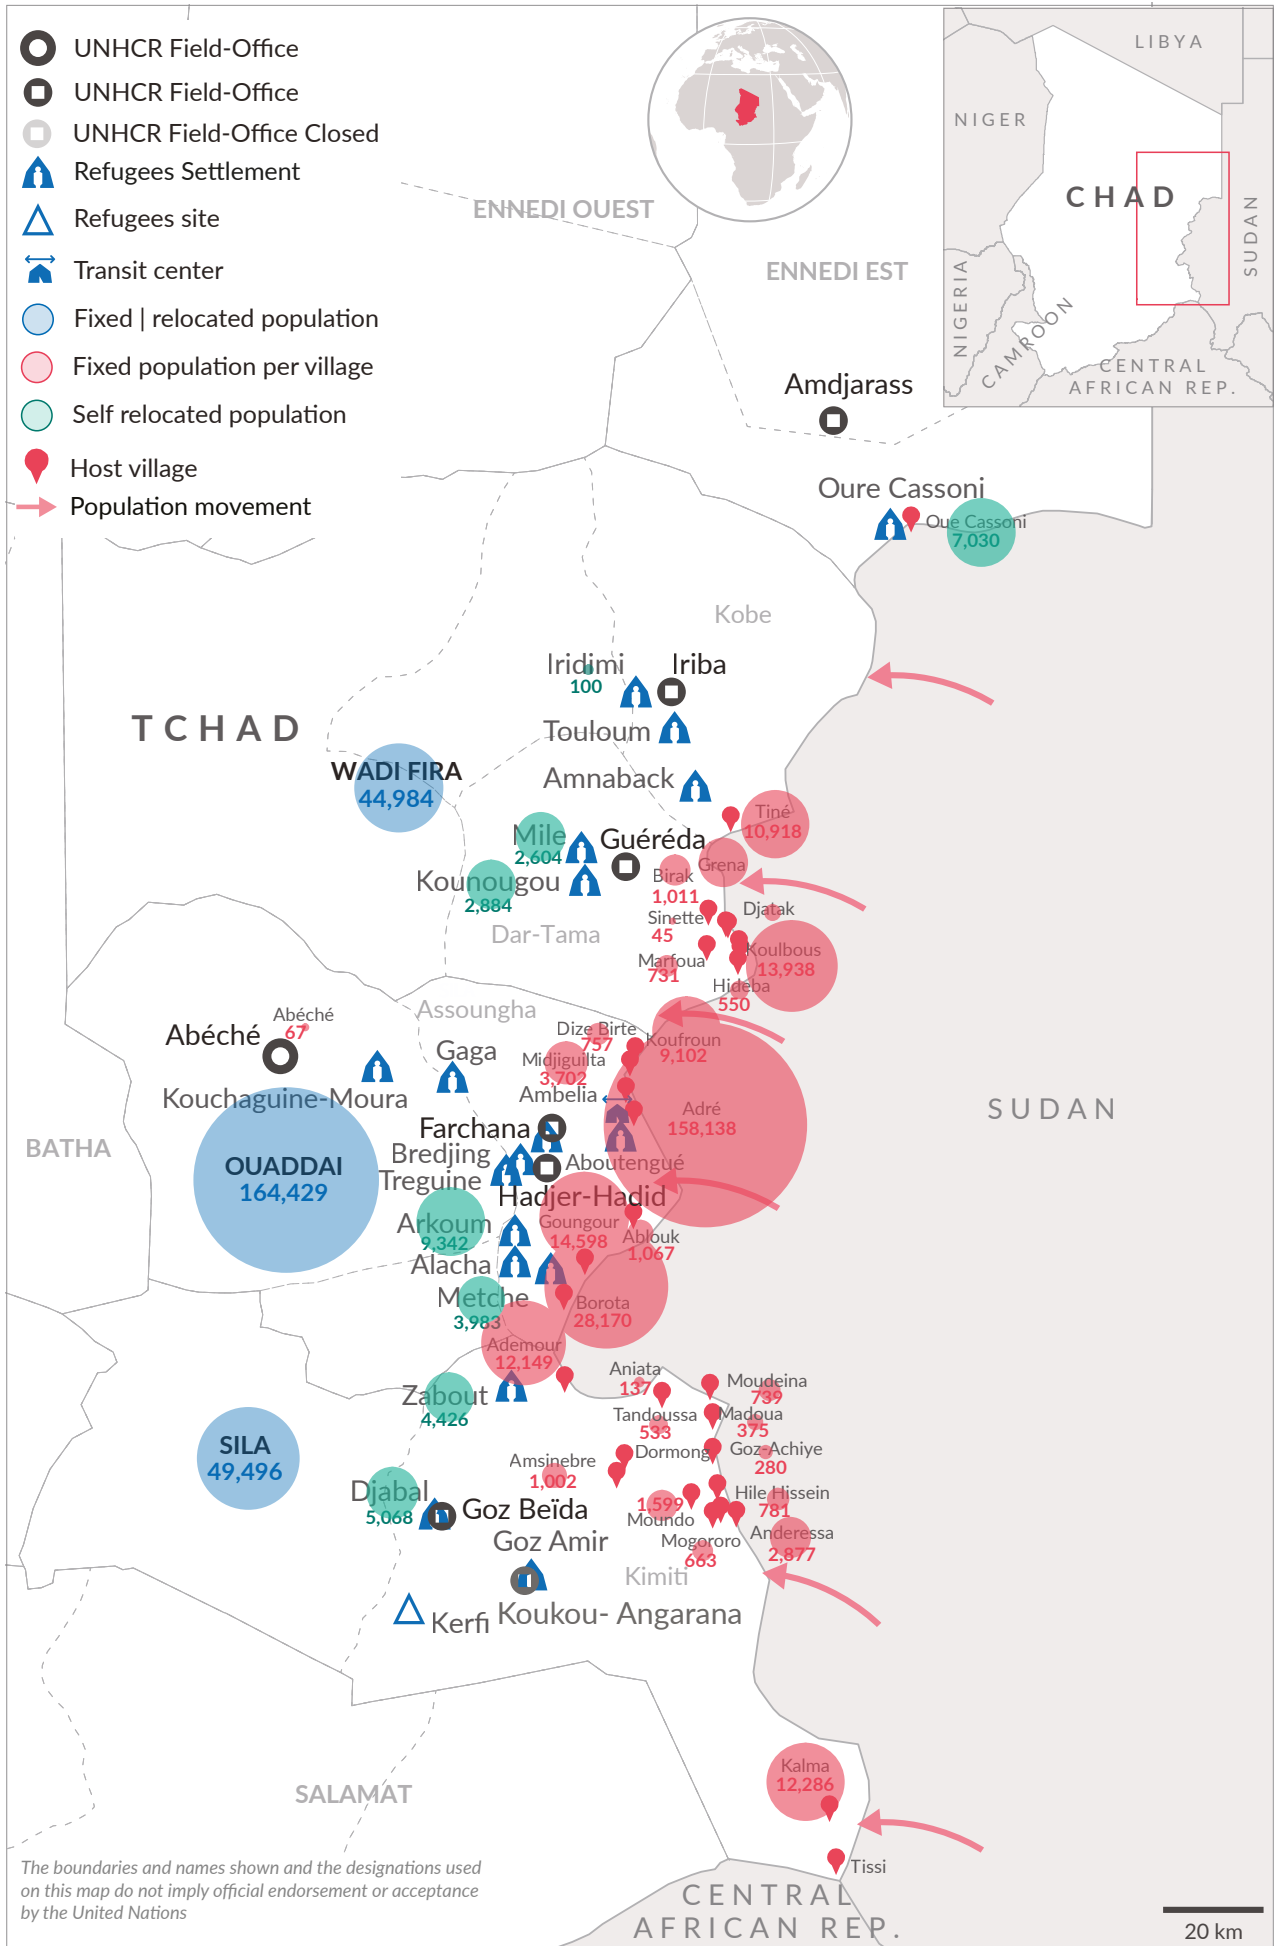 UNHCR Field-Office
UNHCR Field-Office
UNHCR Field-Office Closed
Refugees Settlement
Refugees site
Transit center
Fixed | relocated population
Fixed population per village
Self relocated population
Host village
Population movement
LIBYA
NIGER
CHAD
SUDAN
NIGERIA
CAMROON
CENTRAL
AFRICAN REP.
ENNEDI OUEST
ENNEDI EST
Amdjarass
Oure Cassoni
Oue Cassoni
7,030
Kobe
Iridimi
100
Iriba
TCHAD
Touloum
WADI FIRA
44,984
Amnaback
Tiné
10,918
Mile
2,604
Guéréda
Grena
Kounougou
2,884
Birak
1,011
Djatak
Sinette
45
Dar-Tama
Koulbous
13,938
Marfoua
731
Hideba
550
Assoungha
Abéché
67
Abéché
Dize Birte
757
Koufroun
9,102
Gaga
Midjiguilta
3,702
Kouchaguine-Moura
Ambelia
Adré
158,138
SUDAN
Farchana
BATHA
Bredjing
Aboutengué
OUADDAI
164,429
Treguine
Hadjer-Hadid
Arkoum
9,342
Goungour
14,598
Ablouk
1,067
Alacha
Metche
3,983
Borota
28,170
Ademour
12,149
Aniata
137
Moudeina
739
Zabout
4,426
Tandoussa
533
Madoua
375
SILA
49,496
Dormong
Goz-Achiye
280
Amsinebre
1,002
Djabal
5,068
Hile Hissein
781
1,599
Moundo
Goz Beïda
Goz Amir
Mogororo
663
Anderessa
2,877
Kimiti
Kerfi
Koukou- Angarana
Kalma
12,286
SALAMAT
Tissi
The boundaries and names shown and the designations used
on this map do not imply official endorsement or acceptance
by the United Nations
CENTRAL
AFRICAN REP.
20 km